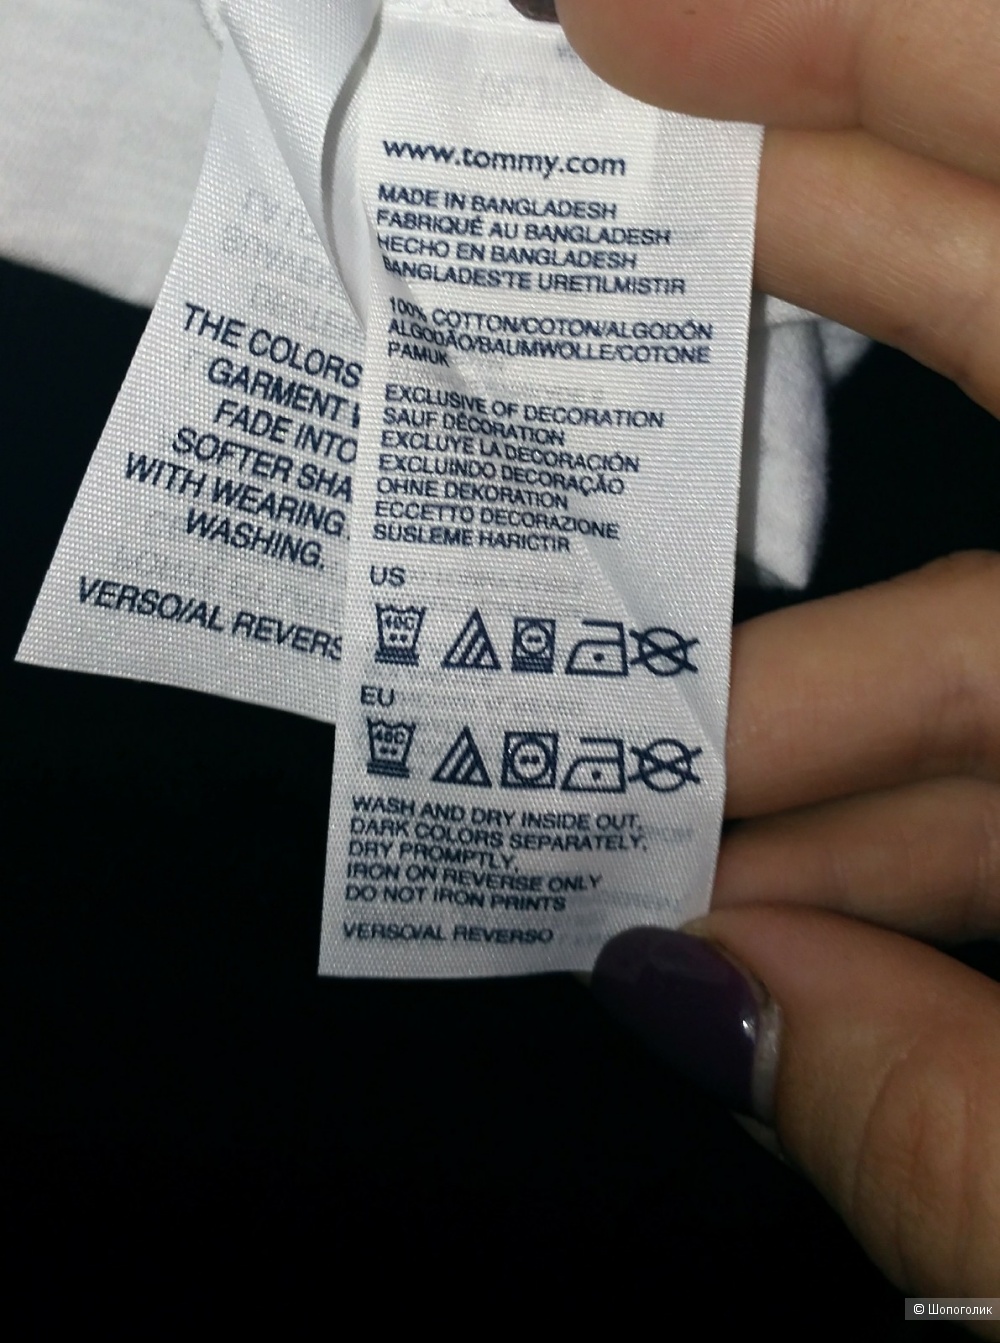 www.tommy.com
MADE IN BANGLADESH
FABRIQUÉ AU BANGLADESH
HECHO EN BANGLADESH
BANGLADES'TE URETILMISTIR
100% COTTON/COTON/ALGODÓN
ALGODÃO/BAUMWOLLE/COTONE
PAMUK
EXCLUSIVE OF DECORATION
SAUF DÉCORATION
EXCLUYE LA DECORACIÓN
EXCLUINDO DECORAÇÃO
OHNE DEKORATION
ECCETTO DECORAZIONE
SUSLEME HARICTIR
US
40C
EU
40C
WASH AND DRY INSIDE OUT,
DARK COLORS SEPARATELY,
DRY PROMPTLY,
IRON ON REVERSE ONLY
DO NOT IRON PRINTS
VERSO/AL REVERSO
THE COLORS
GARMENT
FADE INTO
SOFTER SHA
WITH WEARING
WASHING.
VERSO/AL REVERS
© Шопоголик